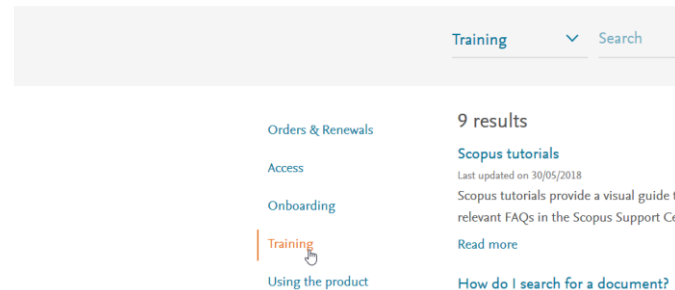 Training
Search
Orders & Renewals
Access
Onboarding
Training
Using the product
9 results
Scopus tutorials
Last updated on 30/05/2018
Scopus tutorials provide a visual guide
relevant FAQs in the Scopus Support
Read more
How do I search for a document?